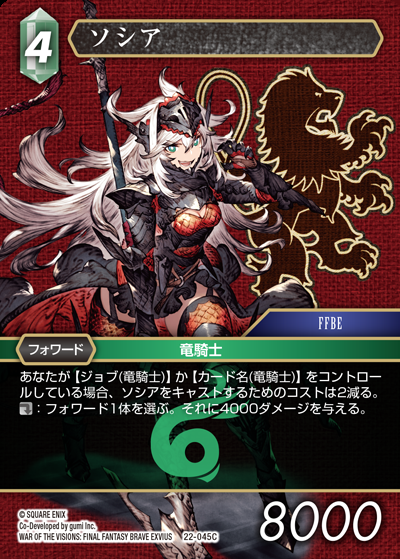 4
ソシア
FFBE
フォワード
竜騎士
あなたが【ジョブ(竜騎士)】か【カード名(竜騎士)】をコントロー
ルしている場合、ソシアをキャストするためのコストは2減る。
:フォワード1体を選ぶ。それに4000ダメージを与える。
6
© SQUARE ENIX
Co-Developed by gumi Inc.
WAR OF THE VISIONS: FINAL FANTASY BRAVE EXVIUS
22-045C
8000